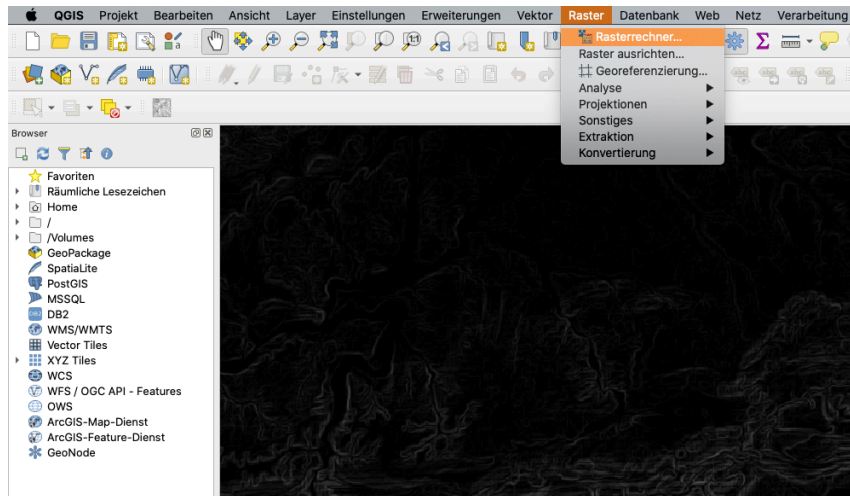 QGIS Projekt Bearbeiten Ansicht Layer Einstellungen Erweiterungen Vektor Raster Datenbank Web Netz Verarbeitung
Rasterrechner...
Raster ausrichten...
Georeferenzierung...
Analyse
Projektionen
Sonstiges
Extraktion
Konvertierung
Browser
Favoriten
Räumliche Lesezeichen
Home
/
/Volumes
GeoPackage
SpatiaLite
PostGIS
MSSQL
DB2
WMS/WMTS
Vector Tiles
XYZ Tiles
WCS
WFS / OGC API - Features
OWS
ArcGIS-Map-Dienst
ArcGIS-Feature-Dienst
GeoNode